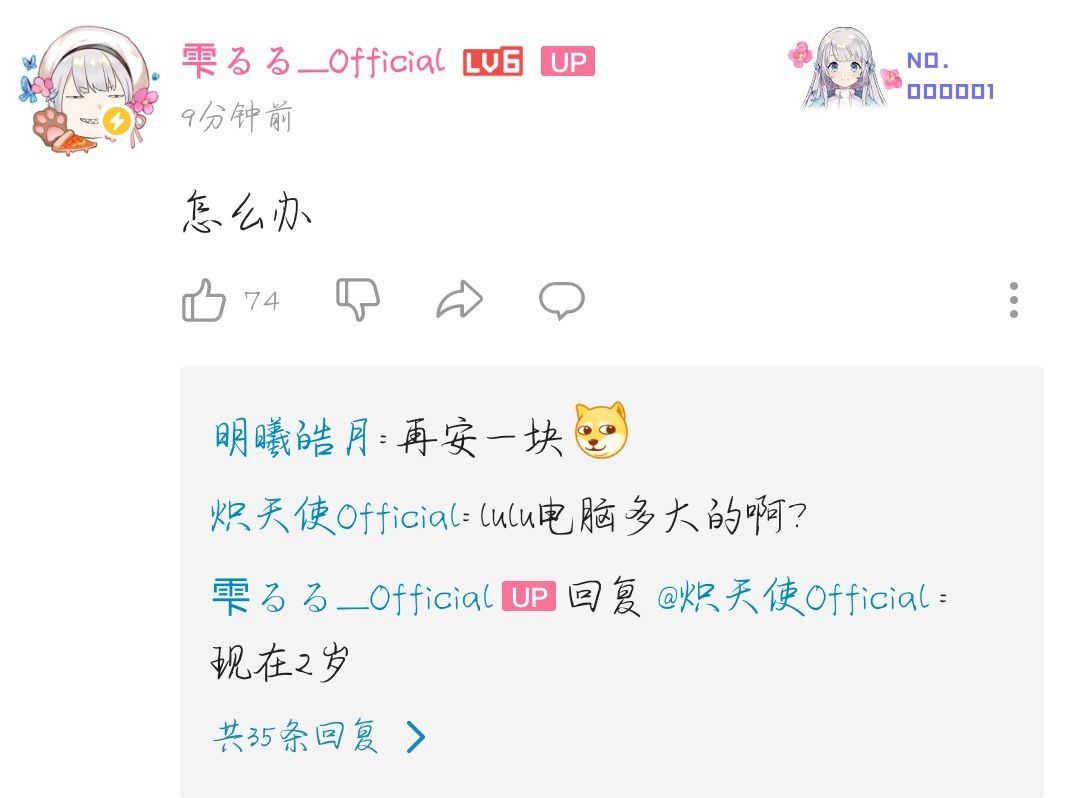 雫るる_Official LV6 UP
NO.
000001
9分钟前
怎么办
74
明曦皓月:再安一块
炽天使Official:lulu电脑多大的啊?
雫るる_Official UP 回复 @炽天使Official:
现在2岁
共35条回复